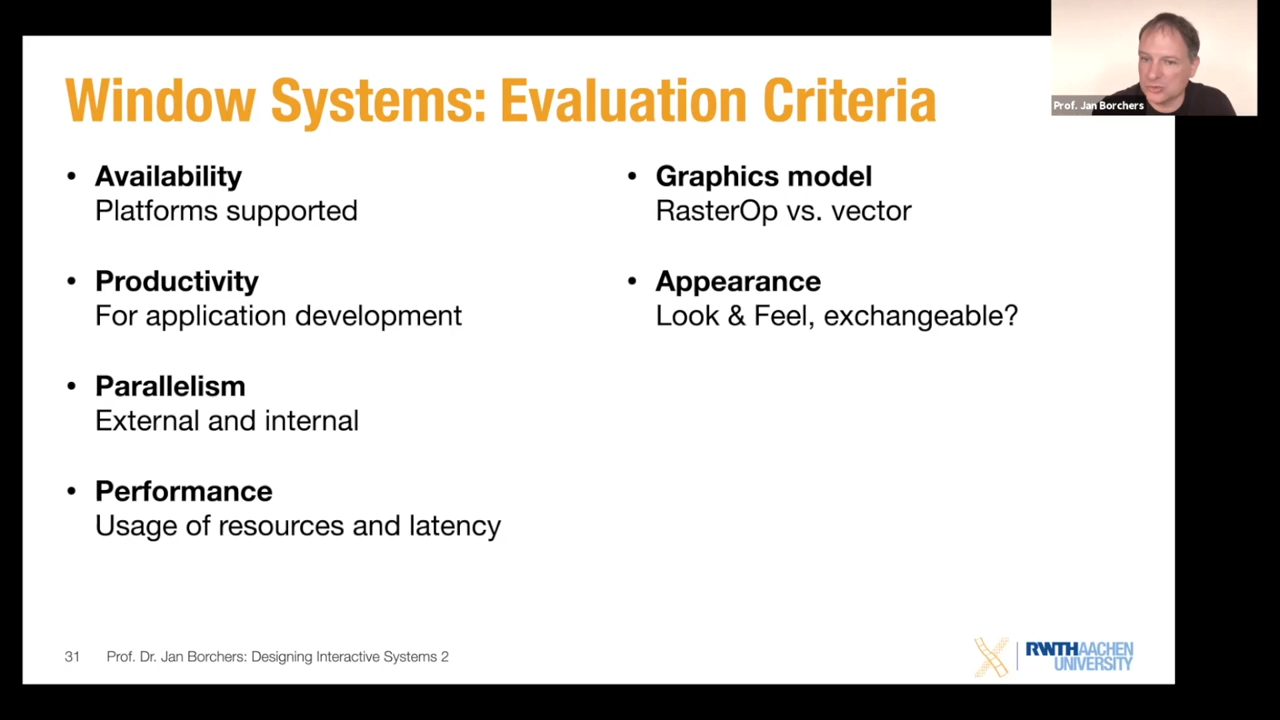 Window Systems: Evaluation Criteria
Prof. Jan Borchers
• Availability
Platforms supported
• Productivity
For application development
• Parallelism
External and internal
• Performance
Usage of resources and latency
• Graphics model
RasterOp vs. vector
• Appearance
Look & Feel, exchangeable?
31 Prof. Dr. Jan Borchers: Designing Interactive Systems 2
RWTHAACHEN
UNIVERSITY